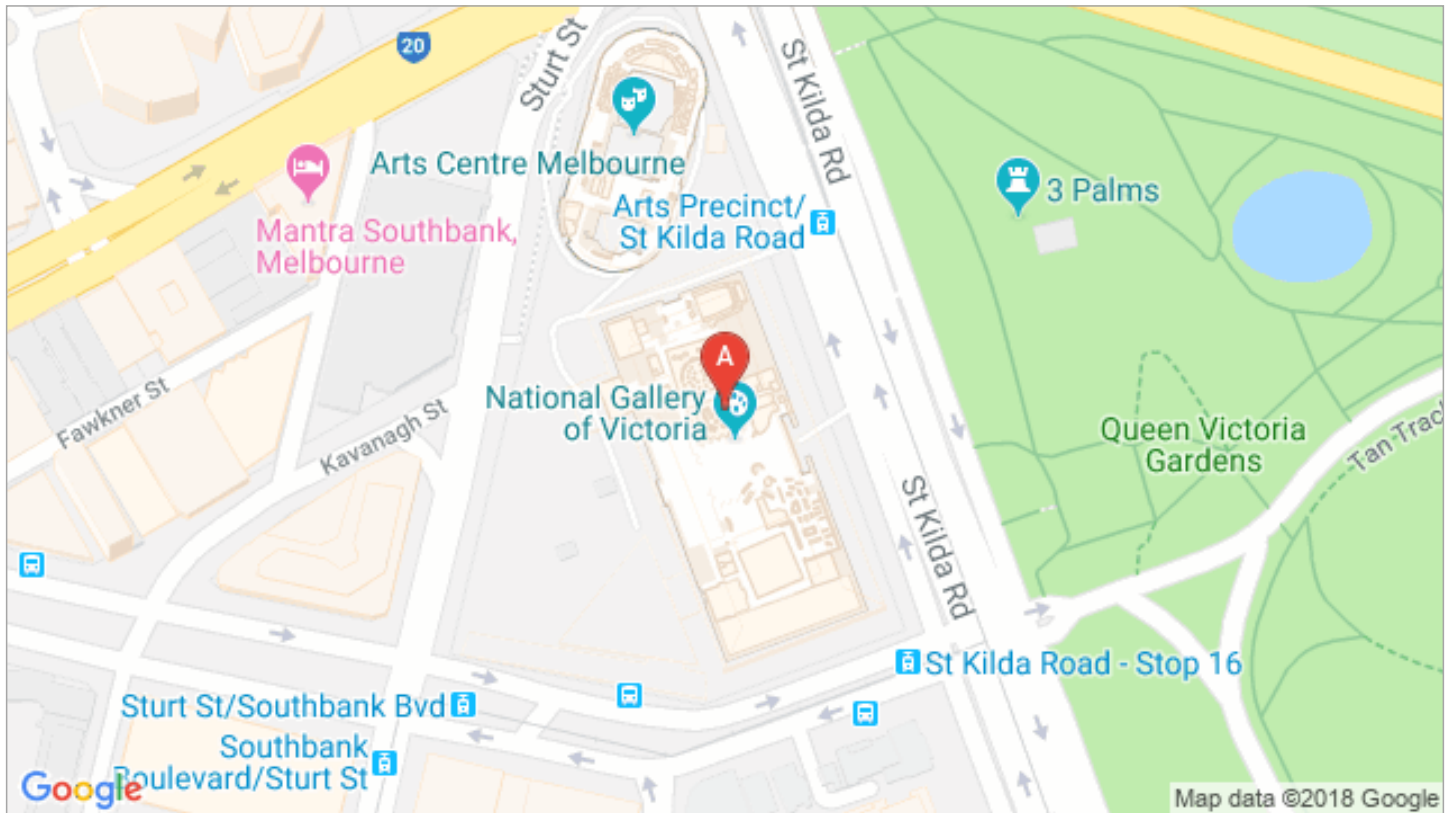 20
Sturt St
St Kilda Rd
Arts Centre Melbourne
3 Palms
Arts Precinct/
St Kilda Road
Mantra Southbank,
Melbourne
A
National Gallery
of Victoria
Fawkner St
Kavanagh St
Queen Victoria
Gardens
Tan Track
St Kilda Rd
St Kilda Road - Stop 16
Sturt St/Southbank Bvd
Southbank
Boulevard/Sturt St
Google
Map data ©2018 Google